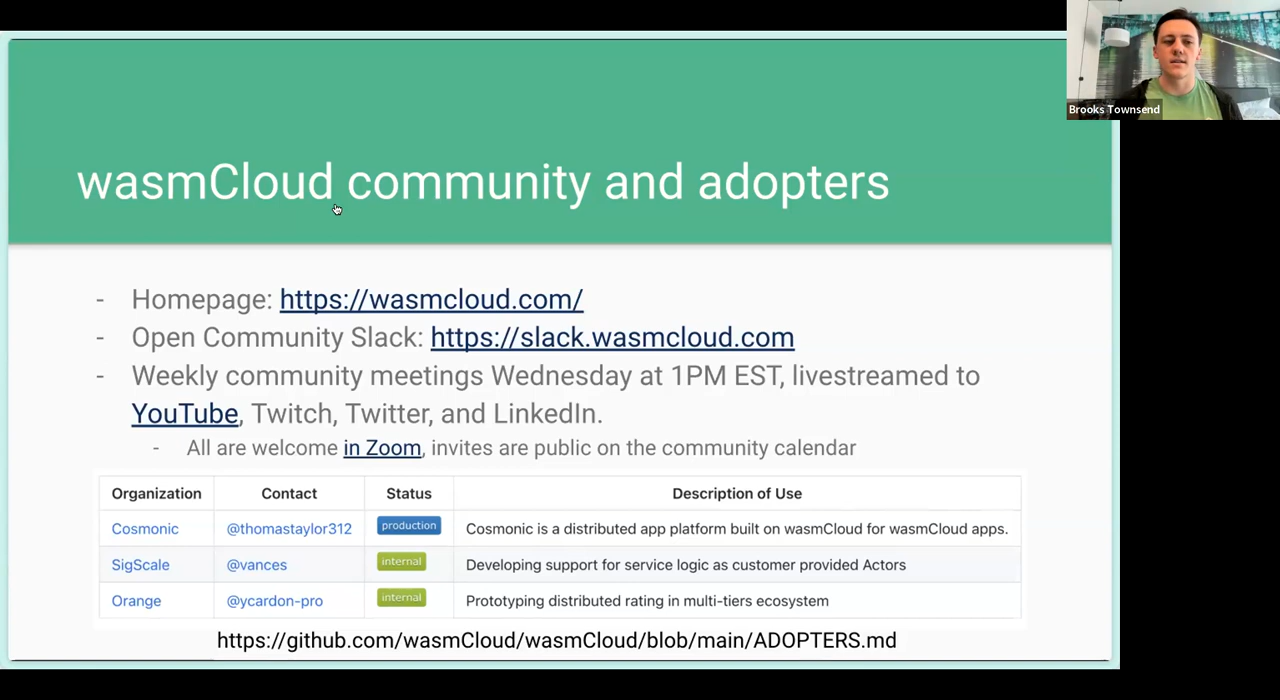 Brooks Townsend
wasmCloud community and adopters
- Homepage: https://wasmcloud.com/
- Open Community Slack: https://slack.wasmcloud.com
- Weekly community meetings Wednesday at 1PM EST, livestreamed to
YouTube, Twitch, Twitter, and LinkedIn.
- All are welcome in Zoom, invites are public on the community calendar
Organization Contact Status Description of Use
Cosmonic @thomastaylor312 production Cosmonic is a distributed app platform built on wasmCloud for wasmCloud apps.
SigScale @vances internal Developing support for service logic as customer provided Actors
Orange @ycardon-pro internal Prototyping distributed rating in multi-tiers ecosystem
https://github.com/wasmCloud/wasmCloud/blob/main/ADOPTERS.md